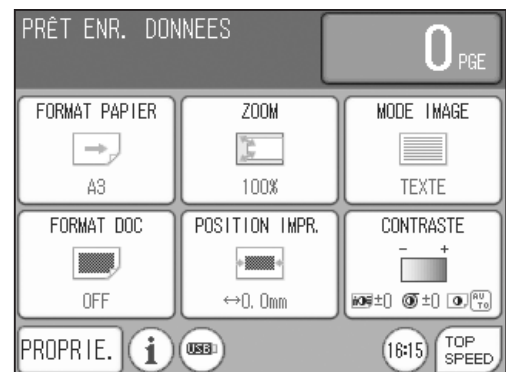 PRÊT ENR. DONNEES
0 PGE
FORMAT PAPIER
ZOOM
MODE IMAGE
A3
100%
TEXTE
FORMAT DOC
POSITION IMPR.
CONTRASTE
- +
OFF
↔0, 0mm
±0 ±0 AUTO
PROPRIE.
i
USB
16:15
TOP
SPEED